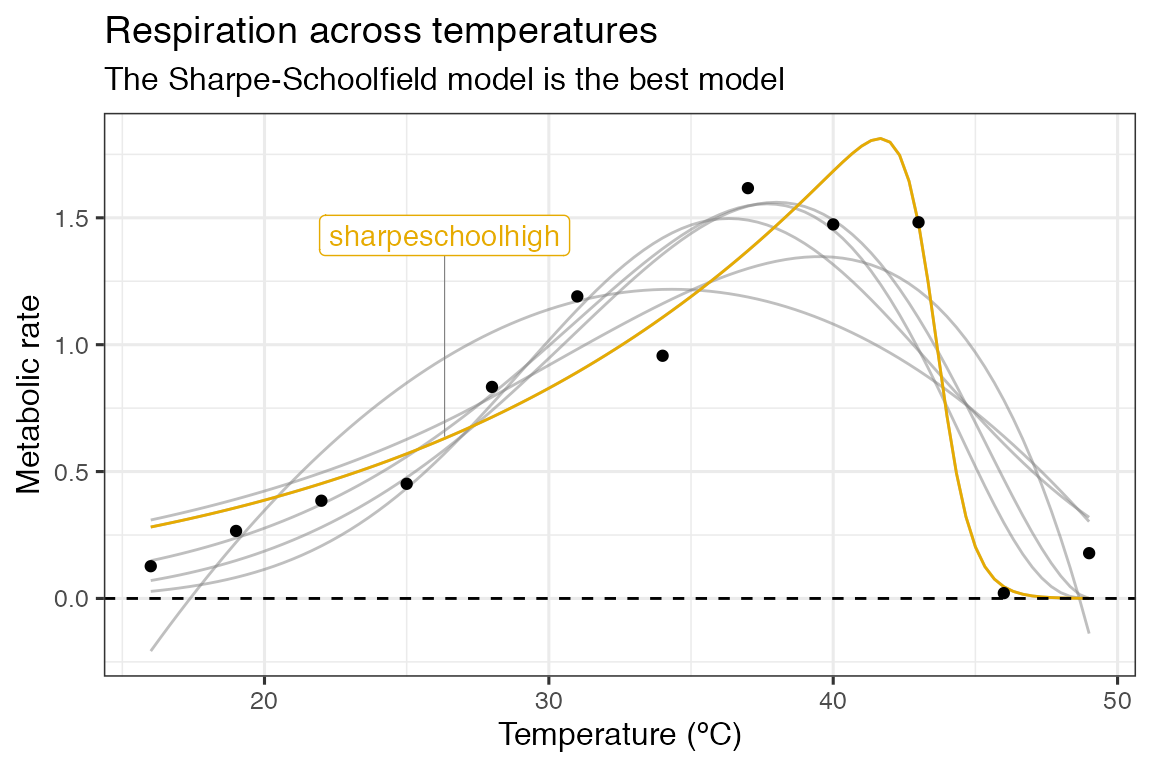 Respiration across temperatures
The Sharpe-Schoolfield model is the best model
Metabolic rate
1.5
1.0
0.5
0.0
sharpeschoolhigh
20
30
40
50
Temperature (ºC)